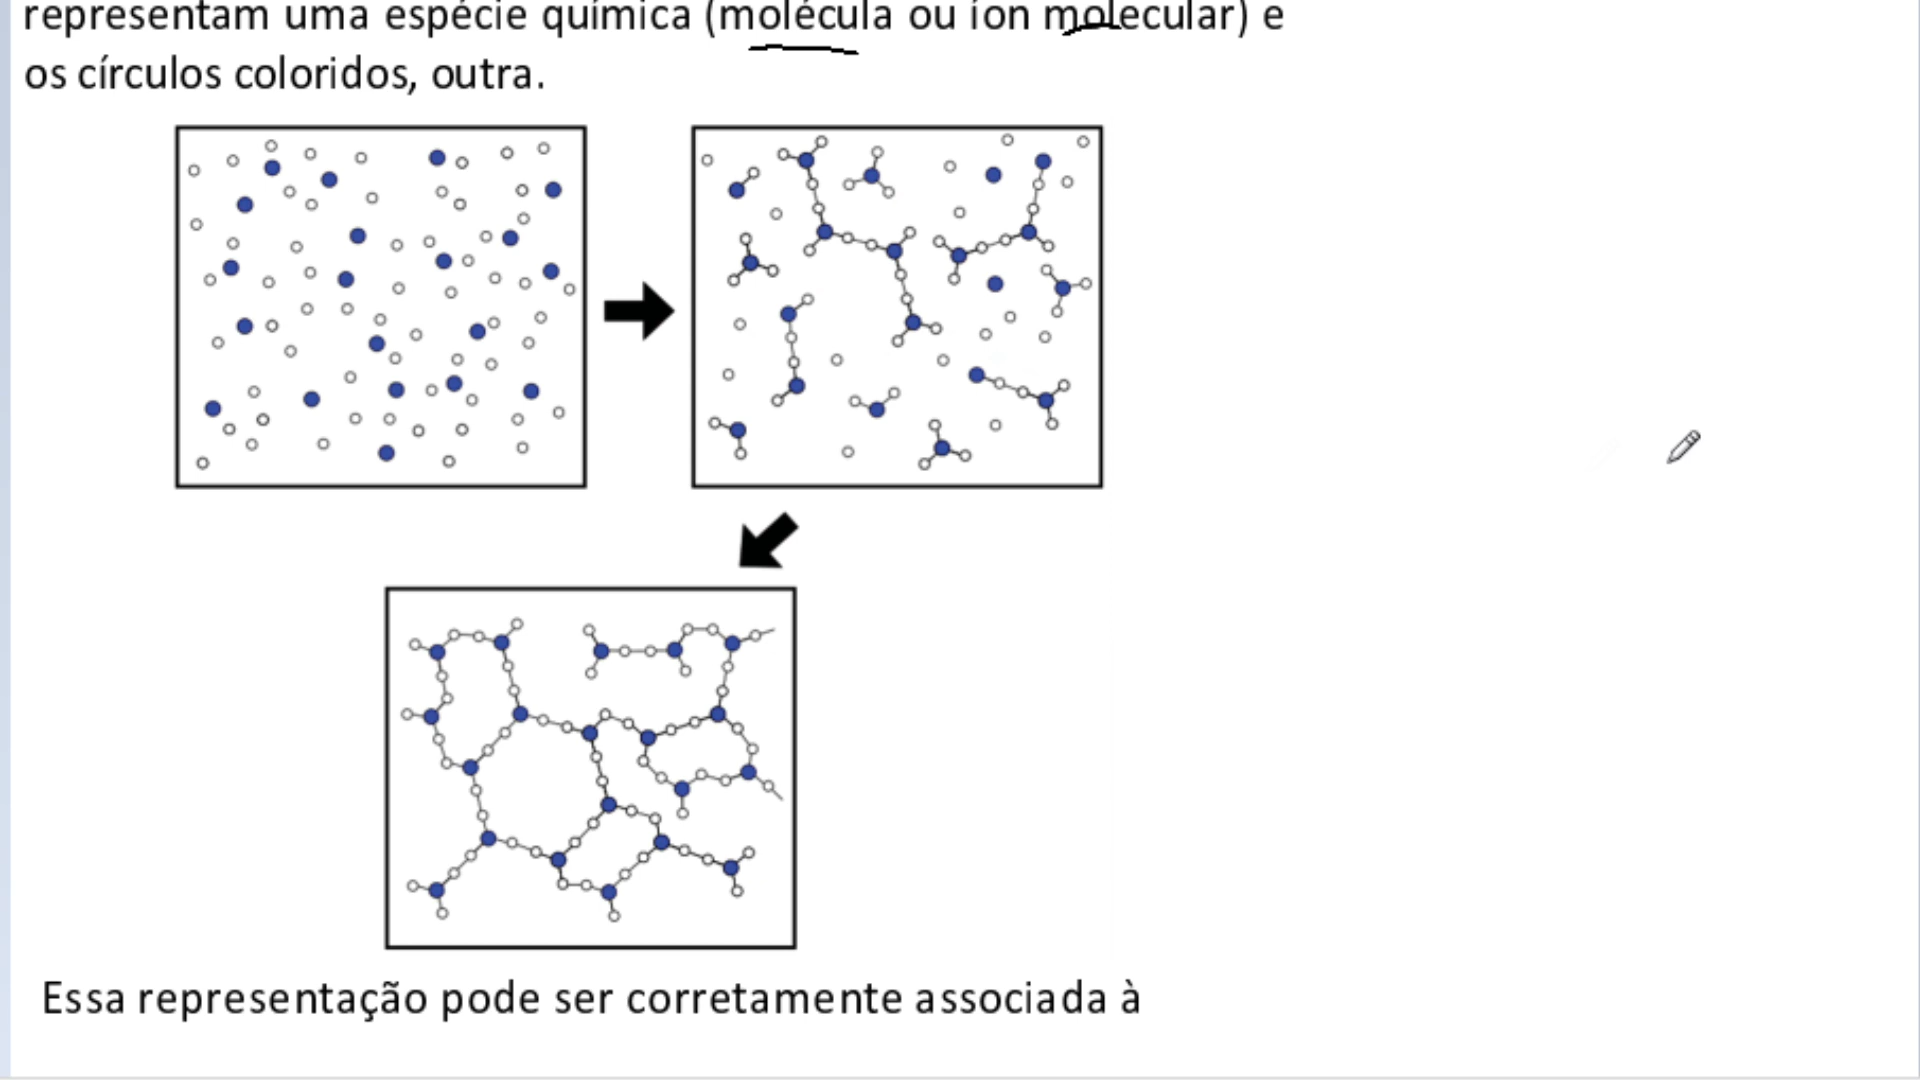 representam uma espécie química (molécula ou íon molecular) e
os círculos coloridos, outra.
Essa representação pode ser corretamente associada à